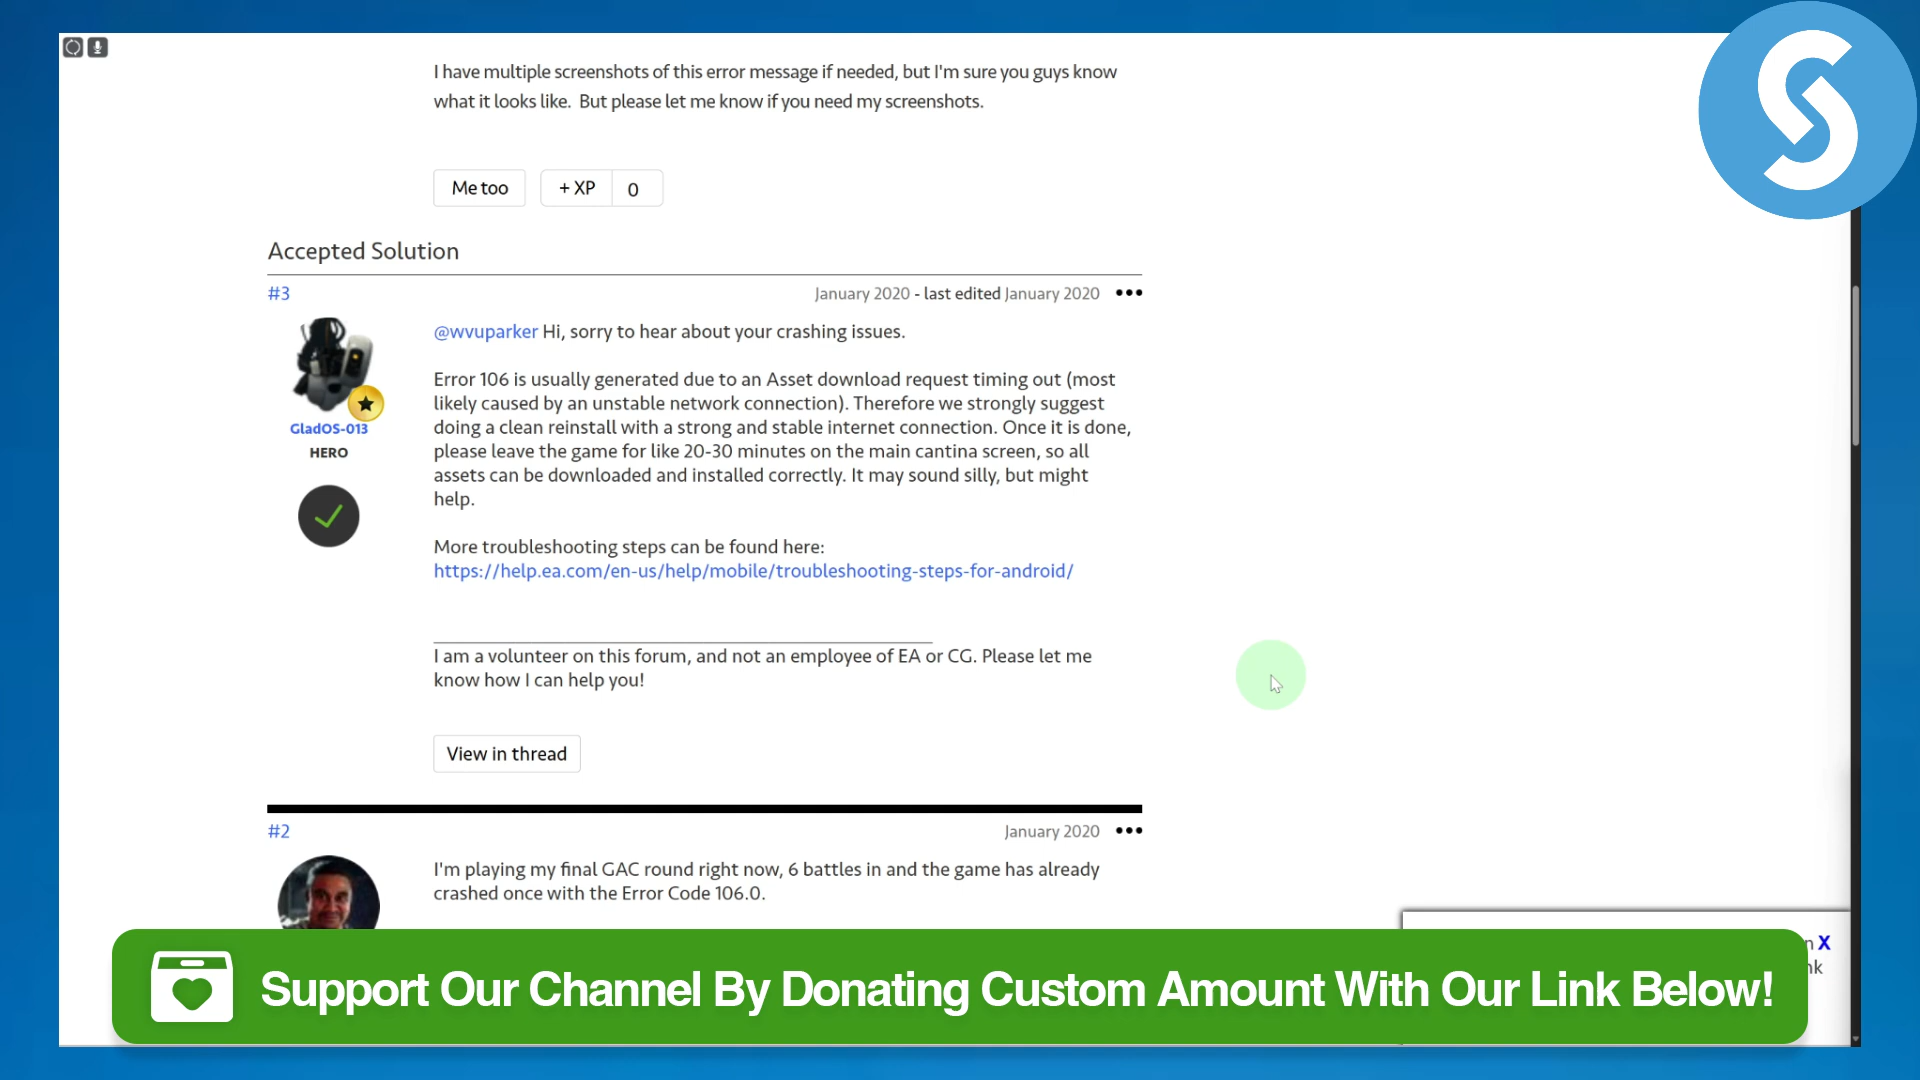 I have multiple screenshots of this error message if needed, but I'm sure you guys know
what it looks like.  But please let me know if you need my screenshots.
Me too
+ XP
0
Accepted Solution
#3
January 2020 - last edited January 2020
@wvuparker Hi, sorry to hear about your crashing issues.
Error 106 is usually generated due to an Asset download request timing out (most
likely caused by an unstable network connection). Therefore we strongly suggest
doing a clean reinstall with a strong and stable internet connection. Once it is done,
please leave the game for like 20-30 minutes on the main cantina screen, so all
assets can be downloaded and installed correctly. It may sound silly, but might
help.
GladOS-013
HERO
More troubleshooting steps can be found here:
https://help.ea.com/en-us/help/mobile/troubleshooting-steps-for-android/
I am a volunteer on this forum, and not an employee of EA or CG. Please let me
know how I can help you!
View in thread
#2
January 2020
I'm playing my final GAC round right now, 6 battles in and the game has already
crashed once with the Error Code 106.0.
X
Support Our Channel By Donating Custom Amount With Our Link Below!